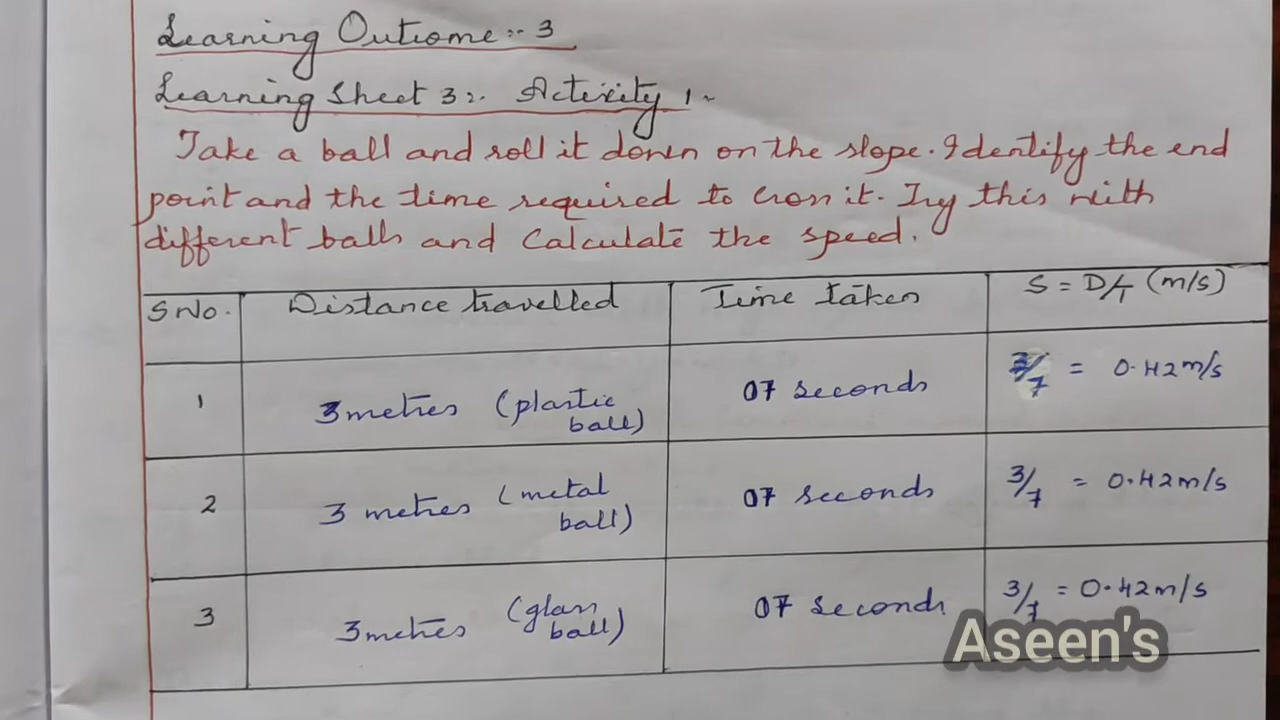 Learning Outcome:- 3
Learning Sheet 3:- Activity 1-
Take a ball and roll it down on the slope. Identify the end
point and the time required to cross it. Try this with
different balls and Calculate the speed.
S No. Distance travelled Time taken S = D/T (m/s)
1 3 metres (plastic ball) 07 seconds 3/7 = 0.42 m/s
2 3 metres (metal ball) 07 seconds 3/7 = 0.42 m/s
3 3 metres (glass ball) 07 seconds 3/7 = 0.42 m/s
Aseen's